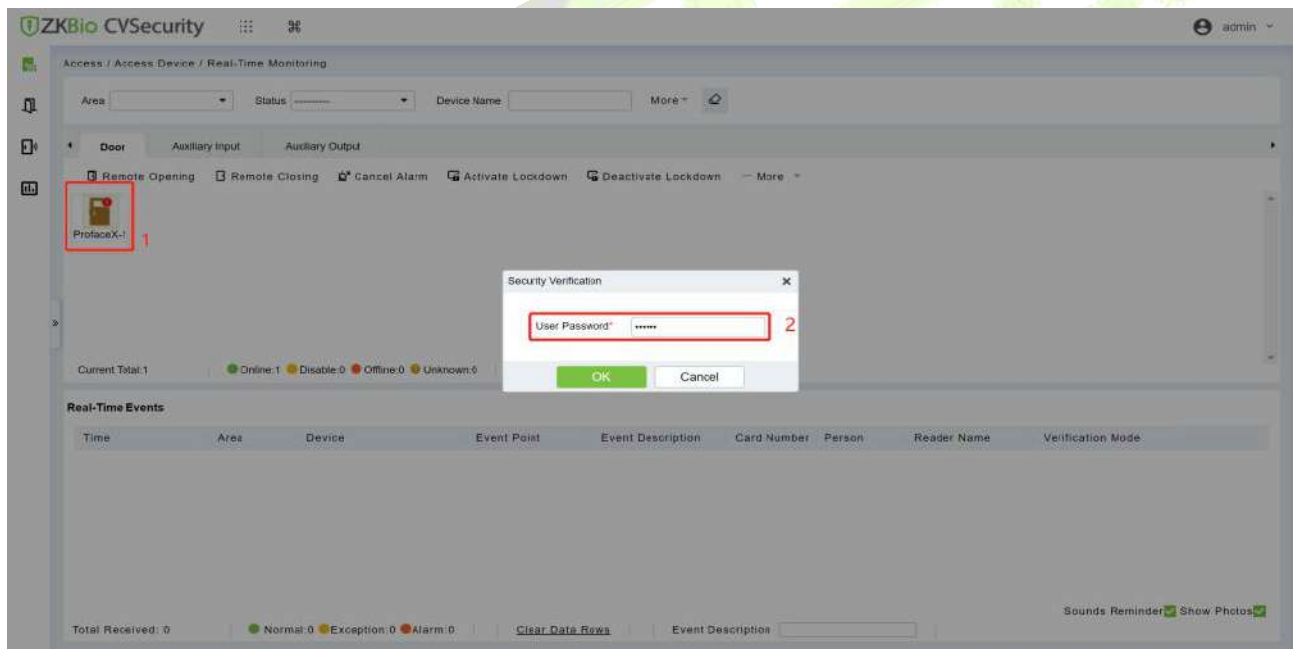 ZKBio CVSecurity
admin
Access / Access Device / Real-Time Monitoring
Area Status ---------- Device Name More
Door Auxiliary Input Auxiliary Output
Remote Opening Remote Closing Cancel Alarm Activate Lockdown Deactivate Lockdown More
ProfaceX-!
1
Security Verification
User Password* ••••••
2
OK Cancel
Current Total:1 Online:1 Disable:0 Offline:0 Unknown:0
Real-Time Events
Time Area Device Event Point Event Description Card Number Person Reader Name Verification Mode
Sounds Reminder Show Photos
Total Received: 0 Normal:0 Exception:0 Alarm:0 Clear Data Rows Event Description